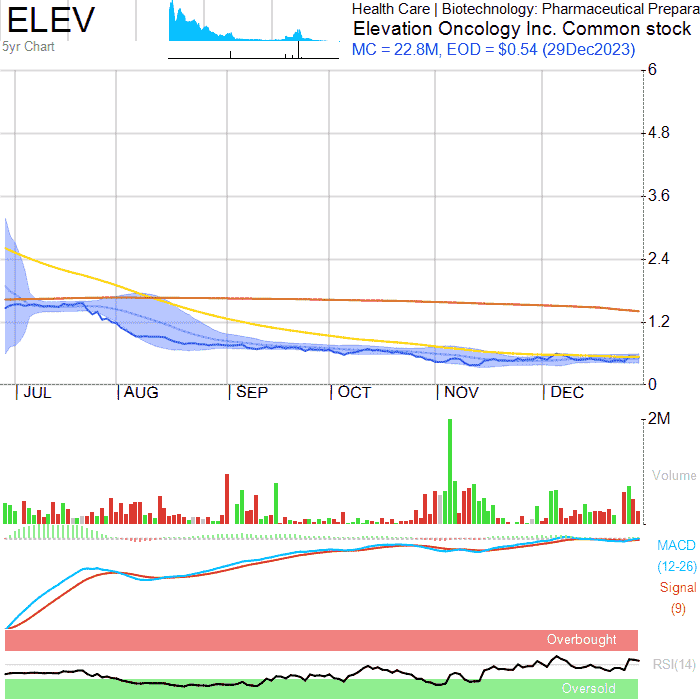 ELEV
5yr Chart
Health Care | Biotechnology: Pharmaceutical Prepara
Elevation Oncology Inc. Common stock
MC = 22.8M, EOD = $0.54 (29Dec2023)
6
4.8
3.6
2.4
1.2
0
JUL AUG SEP OCT NOV DEC
2M
Volume
MACD
(12-26)
Signal
(9)
Overbought
RSI(14)
Oversold